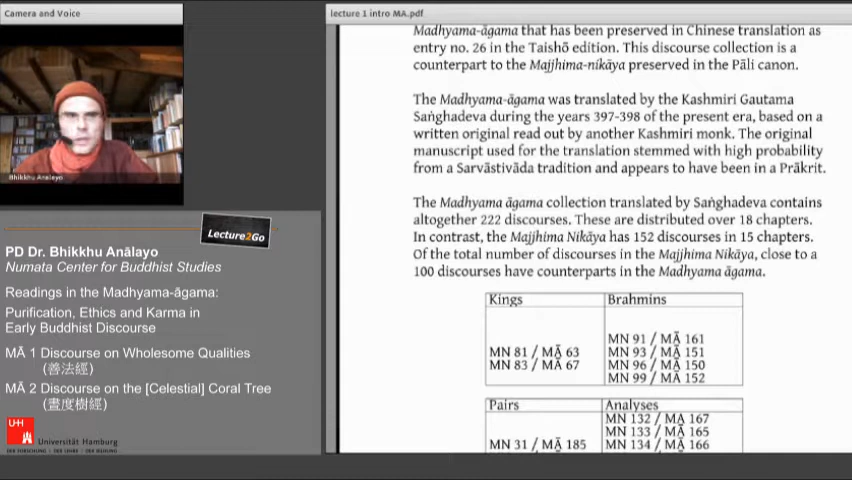 Camera and Voice
lecture 1 intro MA.pdf
Bhikkhu Analayo
Lecture2Go
PD Dr. Bhikkhu Anālayo
Numata Center for Buddhist Studies
Readings in the Madhyama-āgama:
Purification, Ethics and Karma in
Early Buddhist Discourse
MĀ 1 Discourse on Wholesome Qualities
(善法經)
MĀ 2 Discourse on the [Celestial] Coral Tree
(晝度樹經)
UHH
Universität Hamburg
DER FORSCHUNG | DER LEHRE | DER BILDUNG
Madhyama-āgama that has been preserved in Chinese translation as
entry no. 26 in the Taishō edition. This discourse collection is a
counterpart to the Majjhima-nikāya preserved in the Pāli canon.
The Madhyama-āgama was translated by the Kashmiri Gautama
Saṅghadeva during the years 397-398 of the present era, based on a
written original read out by another Kashmiri monk. The original
manuscript used for the translation stemmed with high probability
from a Sarvāstivāda tradition and appears to have been in a Prākrit.
The Madhyama āgama collection translated by Saṅghadeva contains
altogether 222 discourses. These are distributed over 18 chapters.
In contrast, the Majjhima Nikāya has 152 discourses in 15 chapters.
Of the total number of discourses in the Majjhima Nikāya, close to a
100 discourses have counterparts in the Madhyama āgama.
Kings Brahmins
MN 91 / MĀ 161
MN 81 / MĀ 63 MN 93 / MĀ 151
MN 83 / MĀ 67 MN 96 / MĀ 150
MN 99 / MĀ 152
Pairs Analyses
MN 132 / MĀ 167
MN 133 / MĀ 165
MN 31 / MĀ 185 MN 134 / MĀ 166